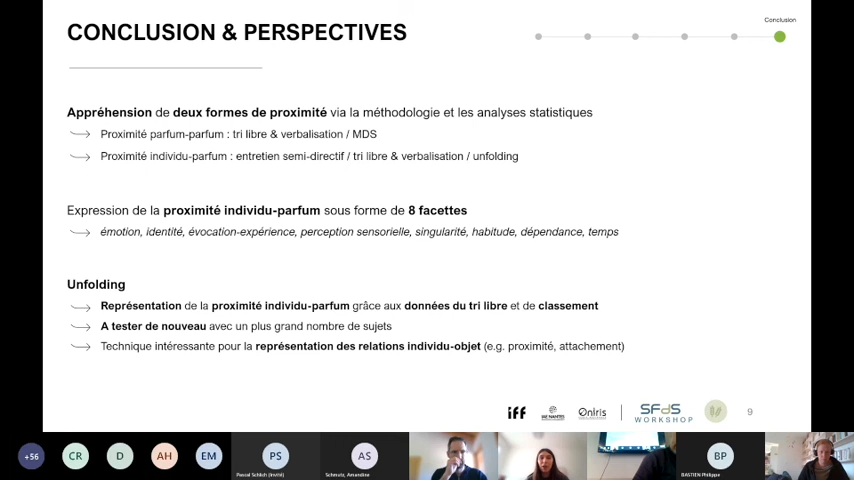 Conclusion
CONCLUSION & PERSPECTIVES
Appréhension de deux formes de proximité via la méthodologie et les analyses statistiques
Proximité parfum-parfum : tri libre & verbalisation / MDS
Proximité individu-parfum : entretien semi-directif / tri libre & verbalisation / unfolding
Expression de la proximité individu-parfum sous forme de 8 facettes
émotion, identité, évocation-expérience, perception sensorielle, singularité, habitude, dépendance, temps
Unfolding
Représentation de la proximité individu-parfum grâce aux données du tri libre et de classement
A tester de nouveau avec un plus grand nombre de sujets
Technique intéressante pour la représentation des relations individu-objet (e.g. proximité, attachement)
iff
IAE NANTES
Oniris
SFdS
WORKSHOP
9
+56
CR
D
AH
EM
PS
Pascal Schlich (Invité)
AS
Schmutz, Amandine
BP
BASTIEN Philippe